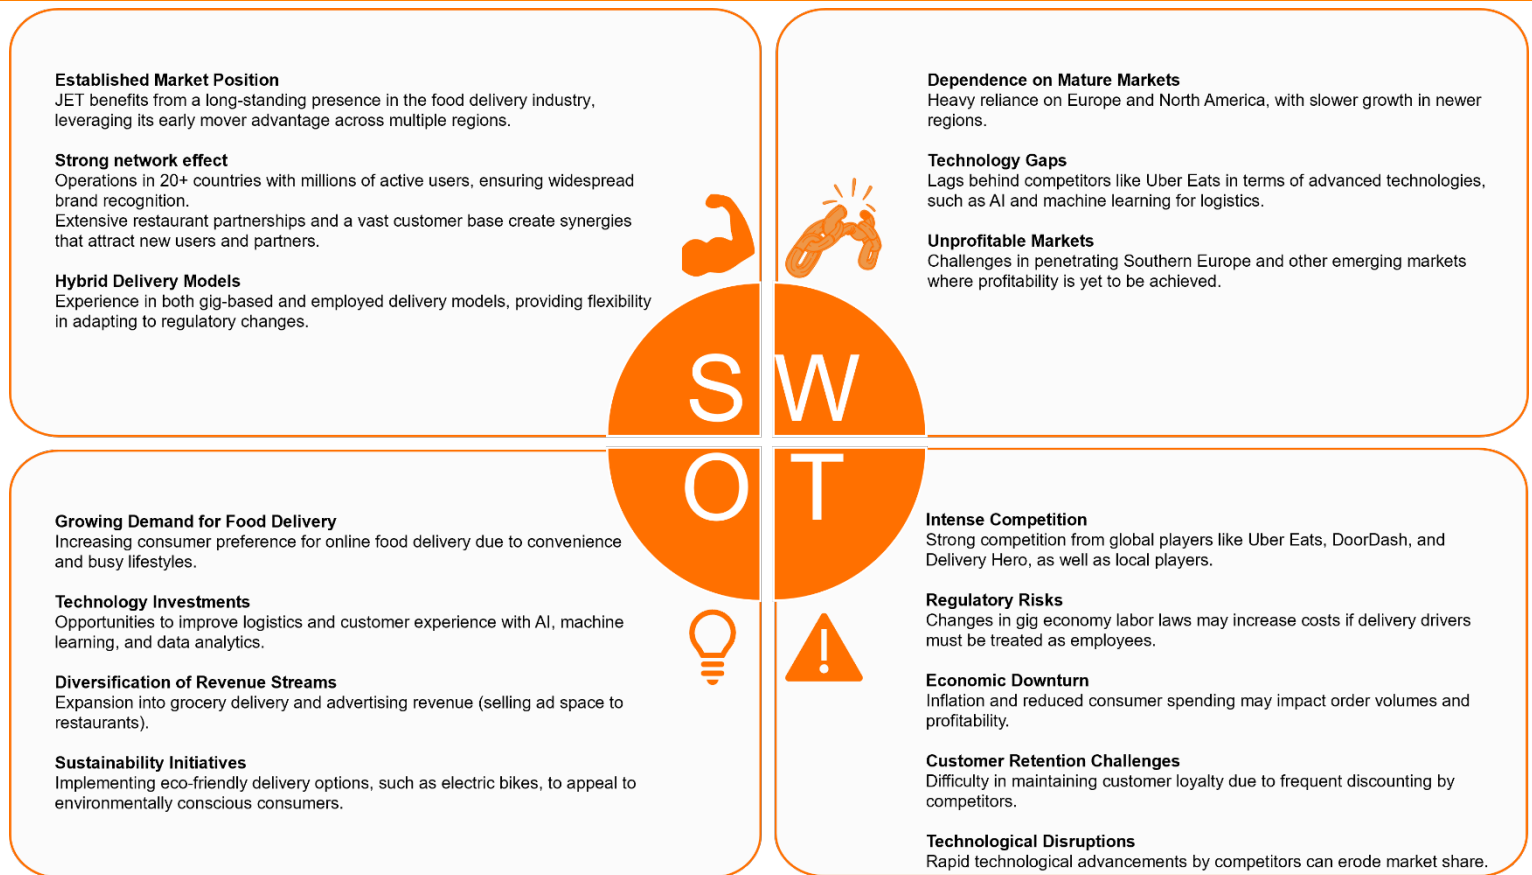 Established Market Position
JET benefits from a long-standing presence in the food delivery industry,
leveraging its early mover advantage across multiple regions.
Strong network effect
Operations in 20+ countries with millions of active users, ensuring widespread
brand recognition.
Extensive restaurant partnerships and a vast customer base create synergies
that attract new users and partners.
Hybrid Delivery Models
Experience in both gig-based and employed delivery models, providing flexibility
in adapting to regulatory changes.
Dependence on Mature Markets
Heavy reliance on Europe and North America, with slower growth in newer
regions.
Technology Gaps
Lags behind competitors like Uber Eats in terms of advanced technologies,
such as AI and machine learning for logistics.
Unprofitable Markets
Challenges in penetrating Southern Europe and other emerging markets
where profitability is yet to be achieved.
S W
O T
Growing Demand for Food Delivery
Increasing consumer preference for online food delivery due to convenience
and busy lifestyles.
Technology Investments
Opportunities to improve logistics and customer experience with AI, machine
learning, and data analytics.
Diversification of Revenue Streams
Expansion into grocery delivery and advertising revenue (selling ad space to
restaurants).
Sustainability Initiatives
Implementing eco-friendly delivery options, such as electric bikes, to appeal to
environmentally conscious consumers.
Intense Competition
Strong competition from global players like Uber Eats, DoorDash, and
Delivery Hero, as well as local players.
Regulatory Risks
Changes in gig economy labor laws may increase costs if delivery drivers
must be treated as employees.
Economic Downturn
Inflation and reduced consumer spending may impact order volumes and
profitability.
Customer Retention Challenges
Difficulty in maintaining customer loyalty due to frequent discounting by
competitors.
Technological Disruptions
Rapid technological advancements by competitors can erode market share.